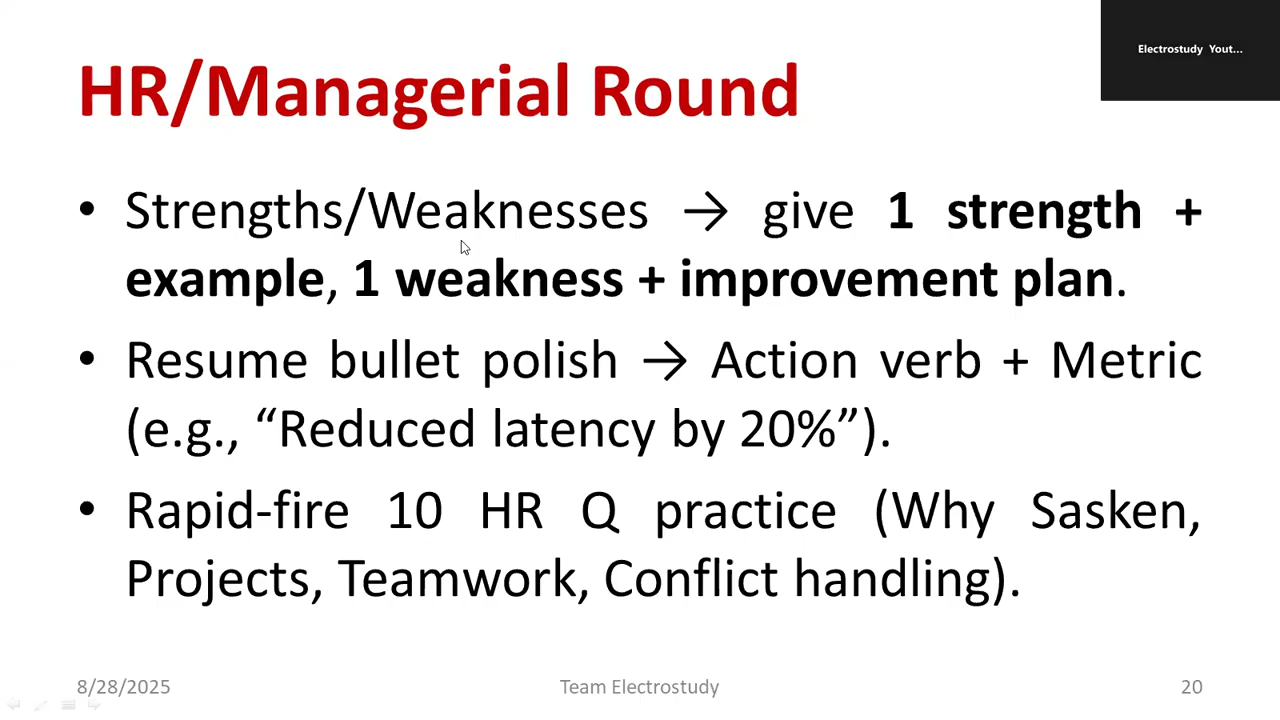 Electrostudy Yout...
HR/Managerial Round
• Strengths/Weaknesses → give 1 strength +
example, 1 weakness + improvement plan.
• Resume bullet polish → Action verb + Metric
(e.g., “Reduced latency by 20%”).
• Rapid-fire 10 HR Q practice (Why Sasken,
Projects, Teamwork, Conflict handling).
8/28/2025
Team Electrostudy
20